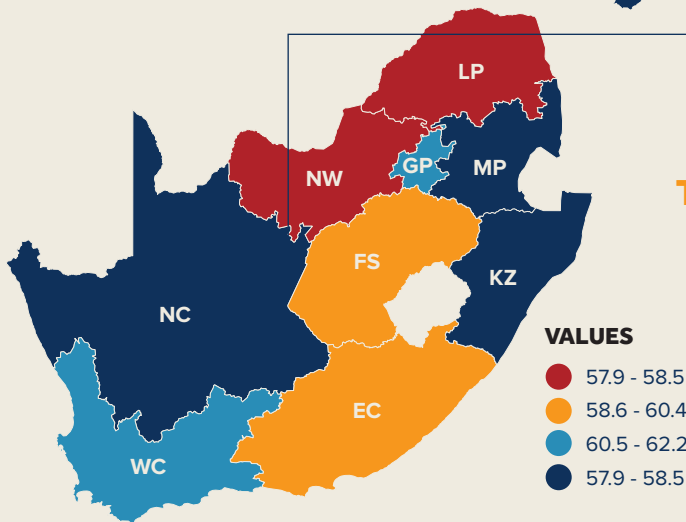 LP
GP
MP
NW
FS
KZ
NC
EC
WC
VALUES
57.9 - 58.5
58.6 - 60.4
60.5 - 62.2
57.9 - 58.5